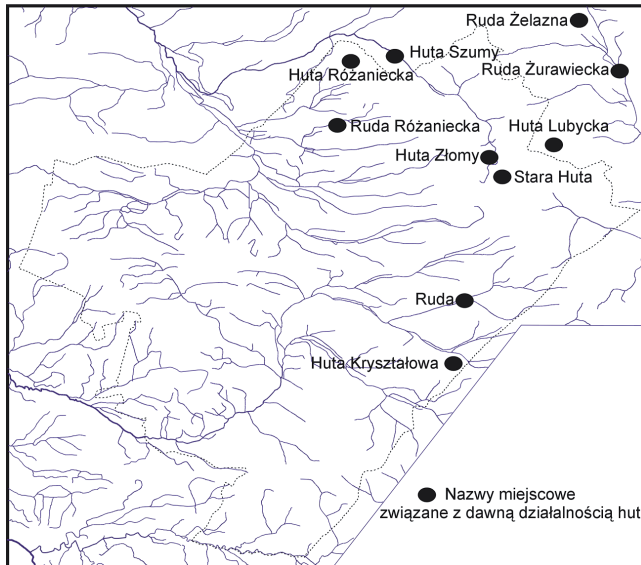 Ruda Żelazna
Huta Szumy
Huta Różaniecka
Ruda Żurawiecka
Ruda Różaniecka
Huta Lubycka
Huta Złomy
Stara Huta
Ruda
Huta Kryształowa
Nazwy miejscowe
związane z dawną działalnością hut